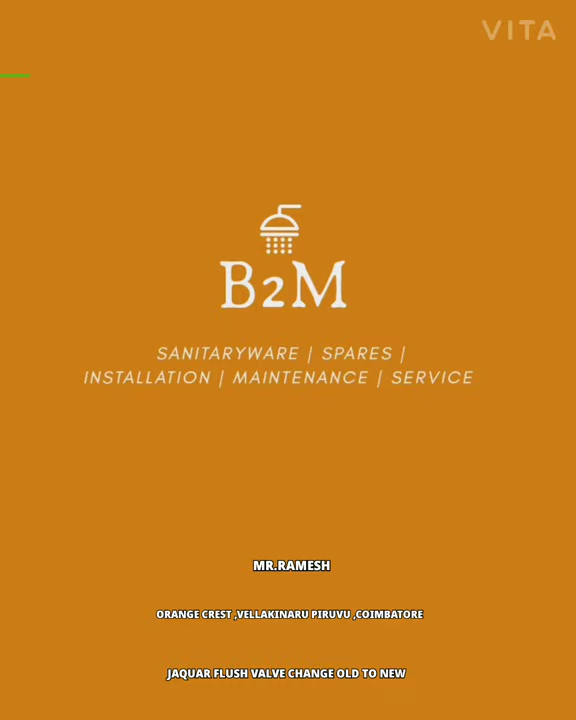 VITA
B2M
SANITARYWARE | SPARES |
INSTALLATION | MAINTENANCE | SERVICE
MR.RAMESH
ORANGE CREST ,VELLAKINARU PIRUVU ,COIMBATORE
JAQUAR FLUSH VALVE CHANGE OLD TO NEW